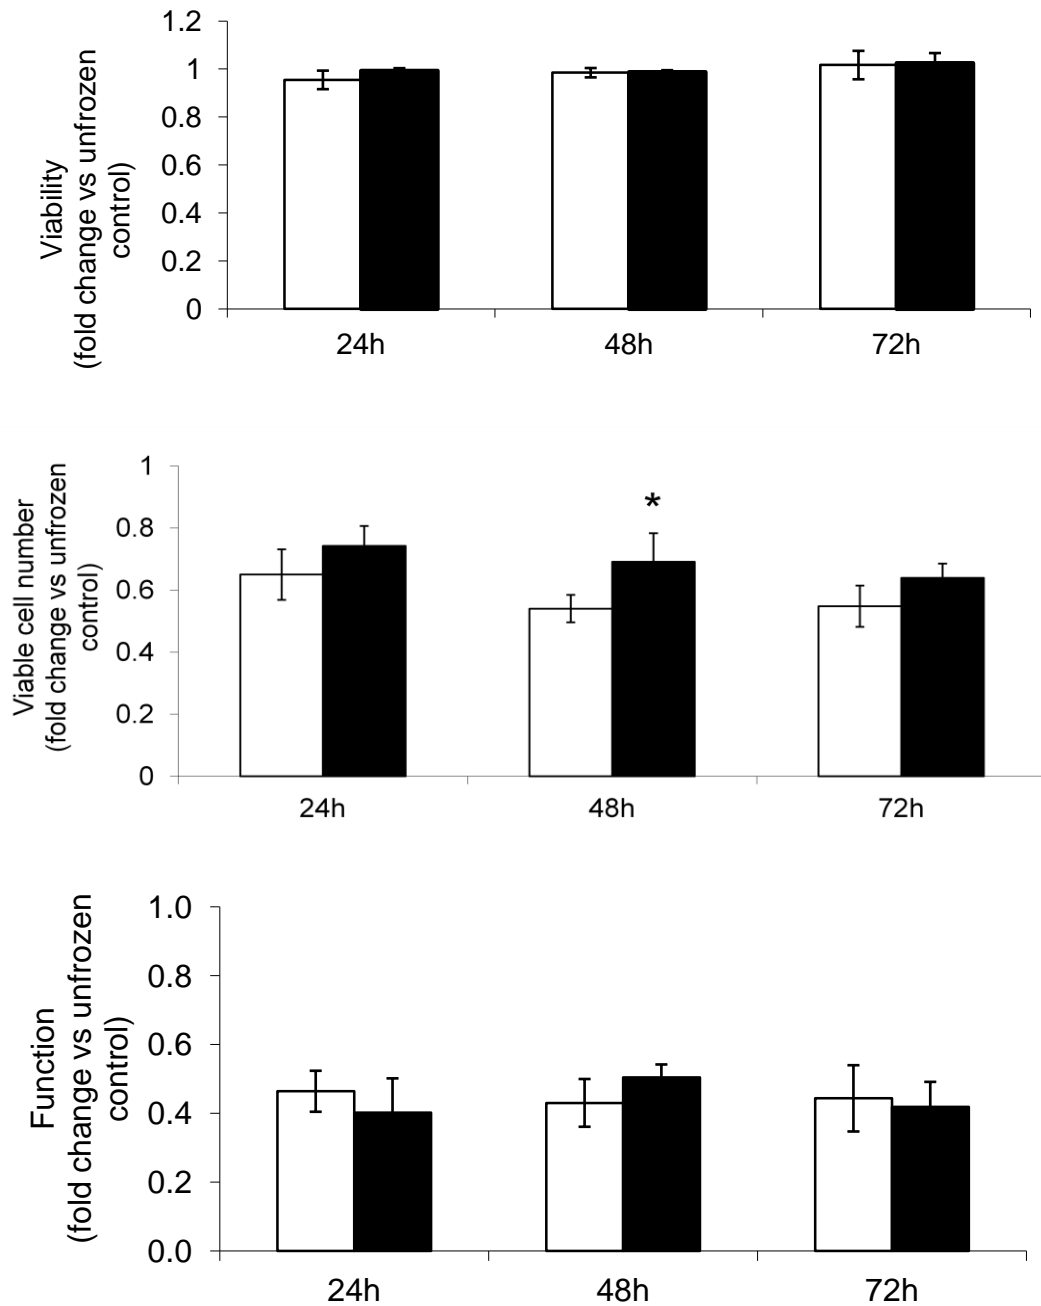 Viability
(fold change vs unfrozen
control)
1.2
1
0.8
0.6
0.4
0.2
0
24h 48h 72h
Viable cell number
(fold change vs unfrozen
control)
1
0.8
0.6
0.4
0.2
0
*
24h 48h 72h
Function
(fold change vs unfrozen
control)
1.0
0.8
0.6
0.4
0.2
0.0
24h 48h 72h